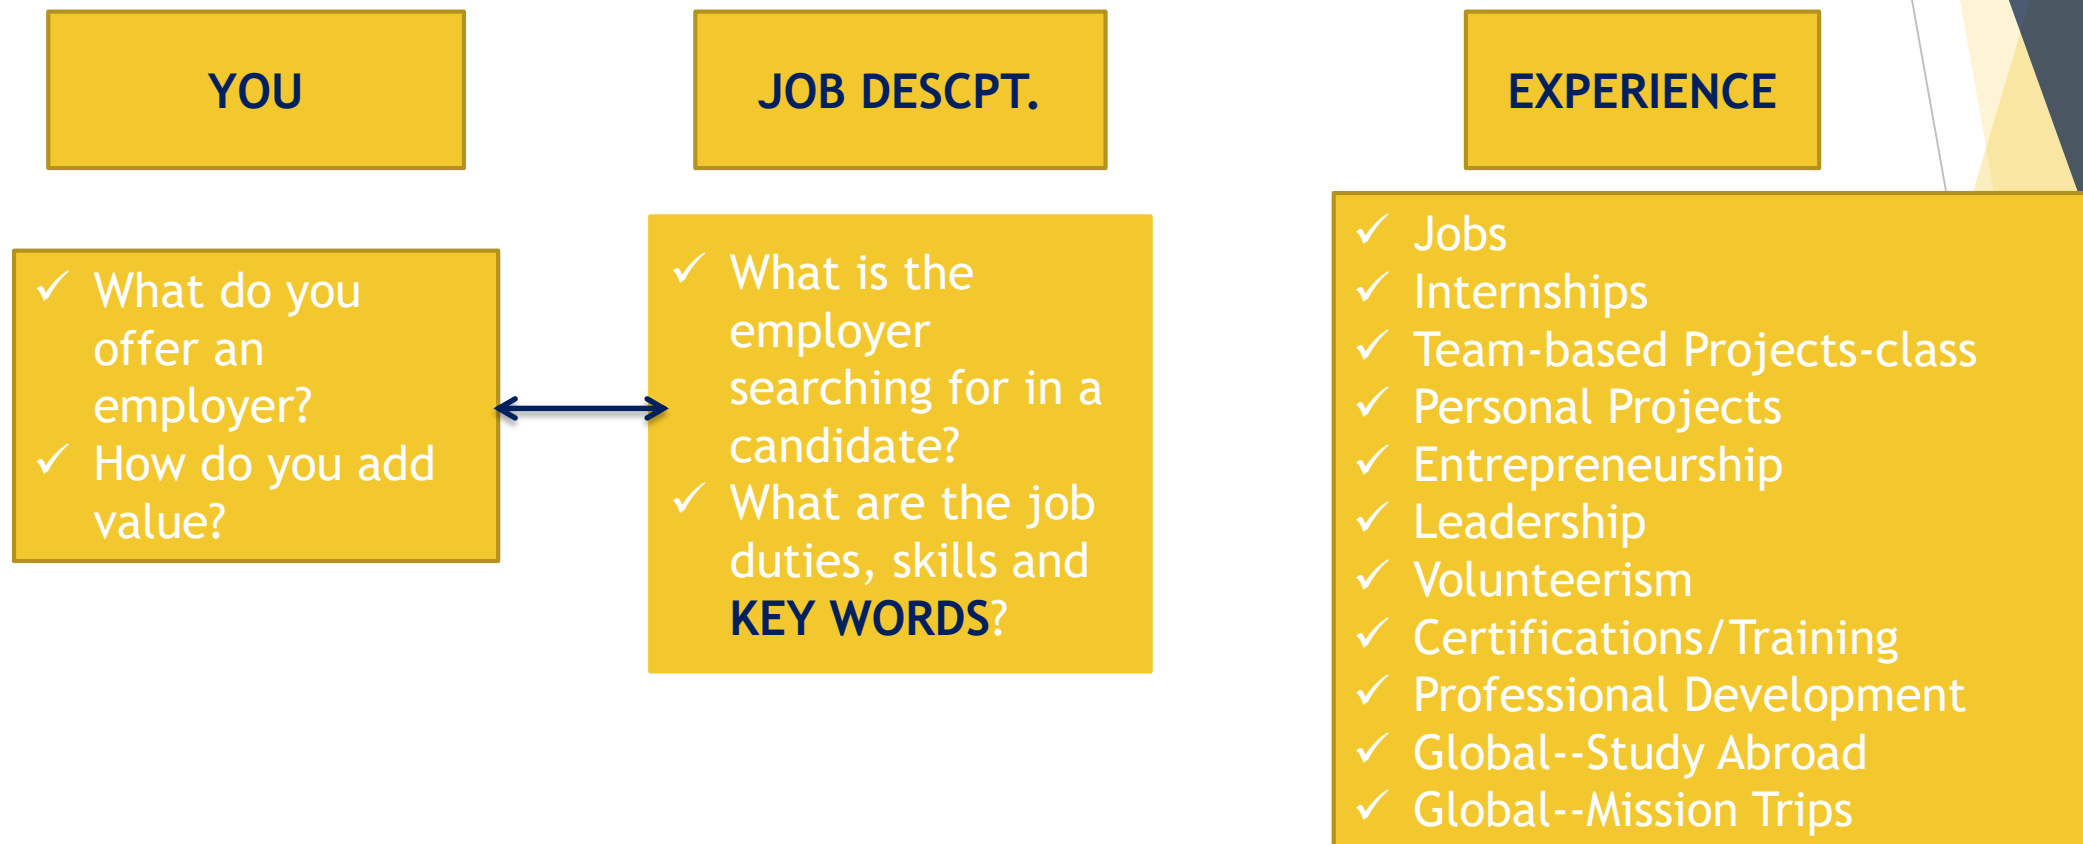 YOU
JOB DESCPT.
EXPERIENCE
✓ What do you
offer an
employer?
✓ How do you add
value?
✓ What is the
employer
searching for in a
candidate?
✓ What are the job
duties, skills and
KEY WORDS?
✓ Jobs
✓ Internships
✓ Team-based Projects-class
✓ Personal Projects
✓ Entrepreneurship
✓ Leadership
✓ Volunteerism
✓ Certifications/Training
✓ Professional Development
✓ Global--Study Abroad
✓ Global--Mission Trips